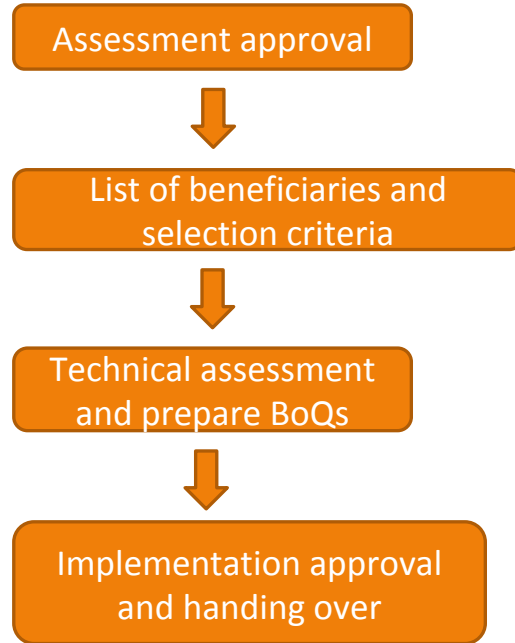 Assessment approval
List of beneficiaries and
selection criteria
Technical assessment
and prepare BoQs
Implementation approval
and handing over